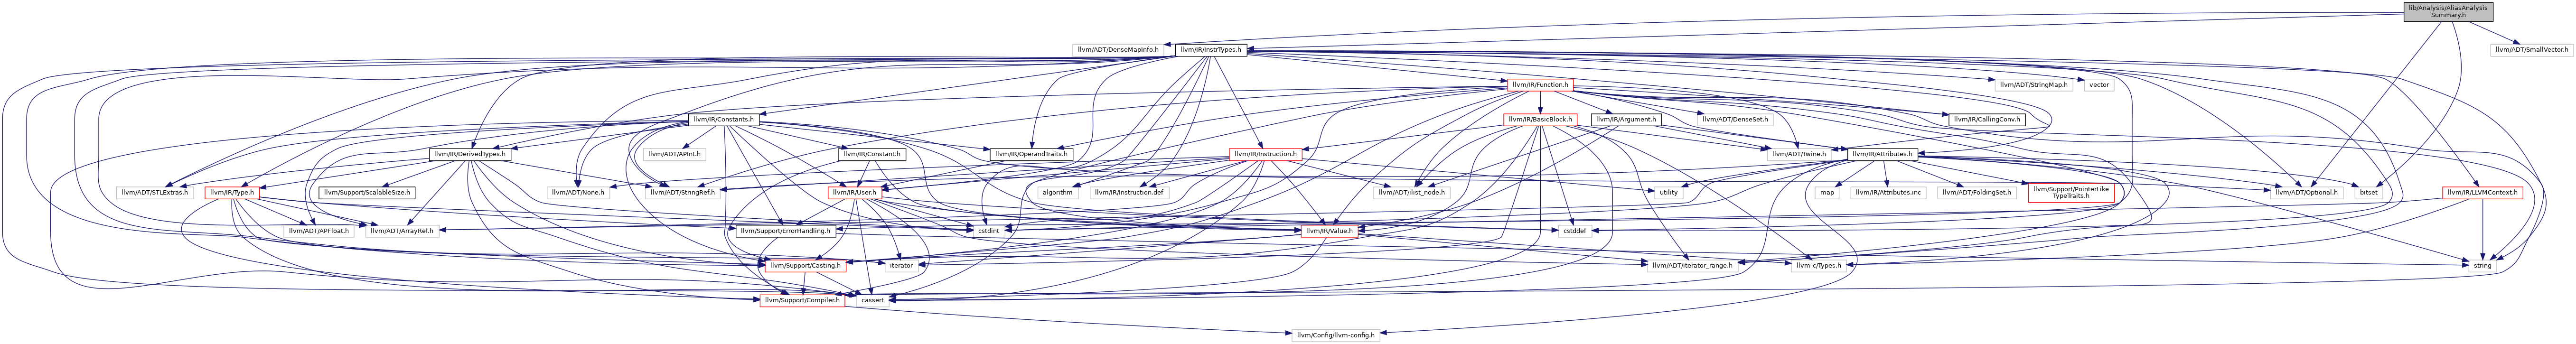 lib/Analysis/AliasAnalysis
Summary.h
llvm/ADT/DenseMapInfo.h
llvm/IR/InstrTypes.h
llvm/ADT/SmallVector.h
llvm/IR/Function.h
llvm/ADT/StringMap.h
vector
llvm/IR/Constants.h
llvm/IR/BasicBlock.h
llvm/IR/Argument.h
llvm/ADT/DenseSet.h
llvm/IR/CallingConv.h
llvm/IR/DerivedTypes.h
llvm/ADT/APInt.h
llvm/IR/Constant.h
llvm/IR/OperandTraits.h
llvm/IR/Instruction.h
llvm/ADT/Twine.h
llvm/IR/Attributes.h
llvm/ADT/STLExtras.h
llvm/IR/Type.h
llvm/Support/ScalableSize.h
llvm/ADT/None.h
llvm/ADT/StringRef.h
llvm/IR/User.h
algorithm
llvm/IR/Instruction.def
llvm/ADT/ilist_node.h
utility
map
llvm/IR/Attributes.inc
llvm/ADT/FoldingSet.h
llvm/Support/PointerLike
TypeTraits.h
llvm/ADT/Optional.h
bitset
llvm/IR/LLVMContext.h
llvm/ADT/APFloat.h
llvm/ADT/ArrayRef.h
llvm/Support/ErrorHandling.h
cstdint
llvm/IR/Value.h
cstddef
llvm/Support/Casting.h
iterator
llvm/ADT/iterator_range.h
llvm-c/Types.h
string
llvm/Support/Compiler.h
cassert
llvm/Config/llvm-config.h